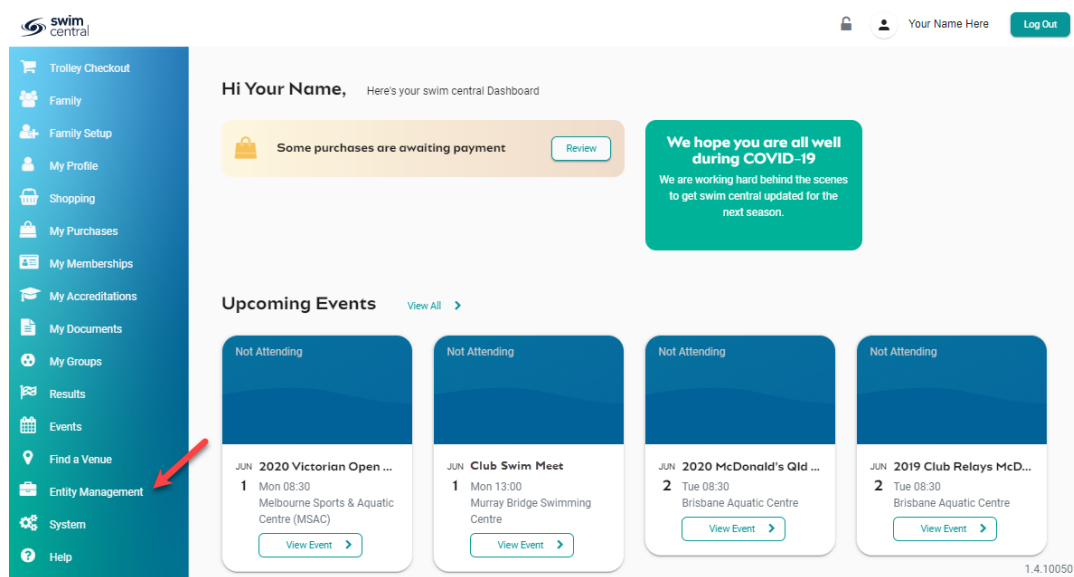 swim
central
Your Name Here
Log Out
Trolley Checkout
Family
Family Setup
My Profile
Shopping
My Purchases
My Memberships
My Accreditations
My Documents
My Groups
Results
Events
Find a Venue
Entity Management
System
Help
Hi Your Name, Here's your swim central Dashboard
Some purchases are awaiting payment
Review
We hope you are all well
during COVID-19
We are working hard behind the scenes
to get swim central updated for the
next season.
Upcoming Events View All
Not Attending
JUN 2020 Victorian Open ...
1 Mon 08:30
Melbourne Sports & Aquatic
Centre (MSAC)
View Event
Not Attending
JUN Club Swim Meet
1 Mon 13:00
Murray Bridge Swimming
Centre
View Event
Not Attending
JUN 2020 McDonald's Qld ...
2 Tue 08:30
Brisbane Aquatic Centre
View Event
Not Attending
JUN 2019 Club Relays McD...
2 Tue 08:30
Brisbane Aquatic Centre
View Event
1.4.10050